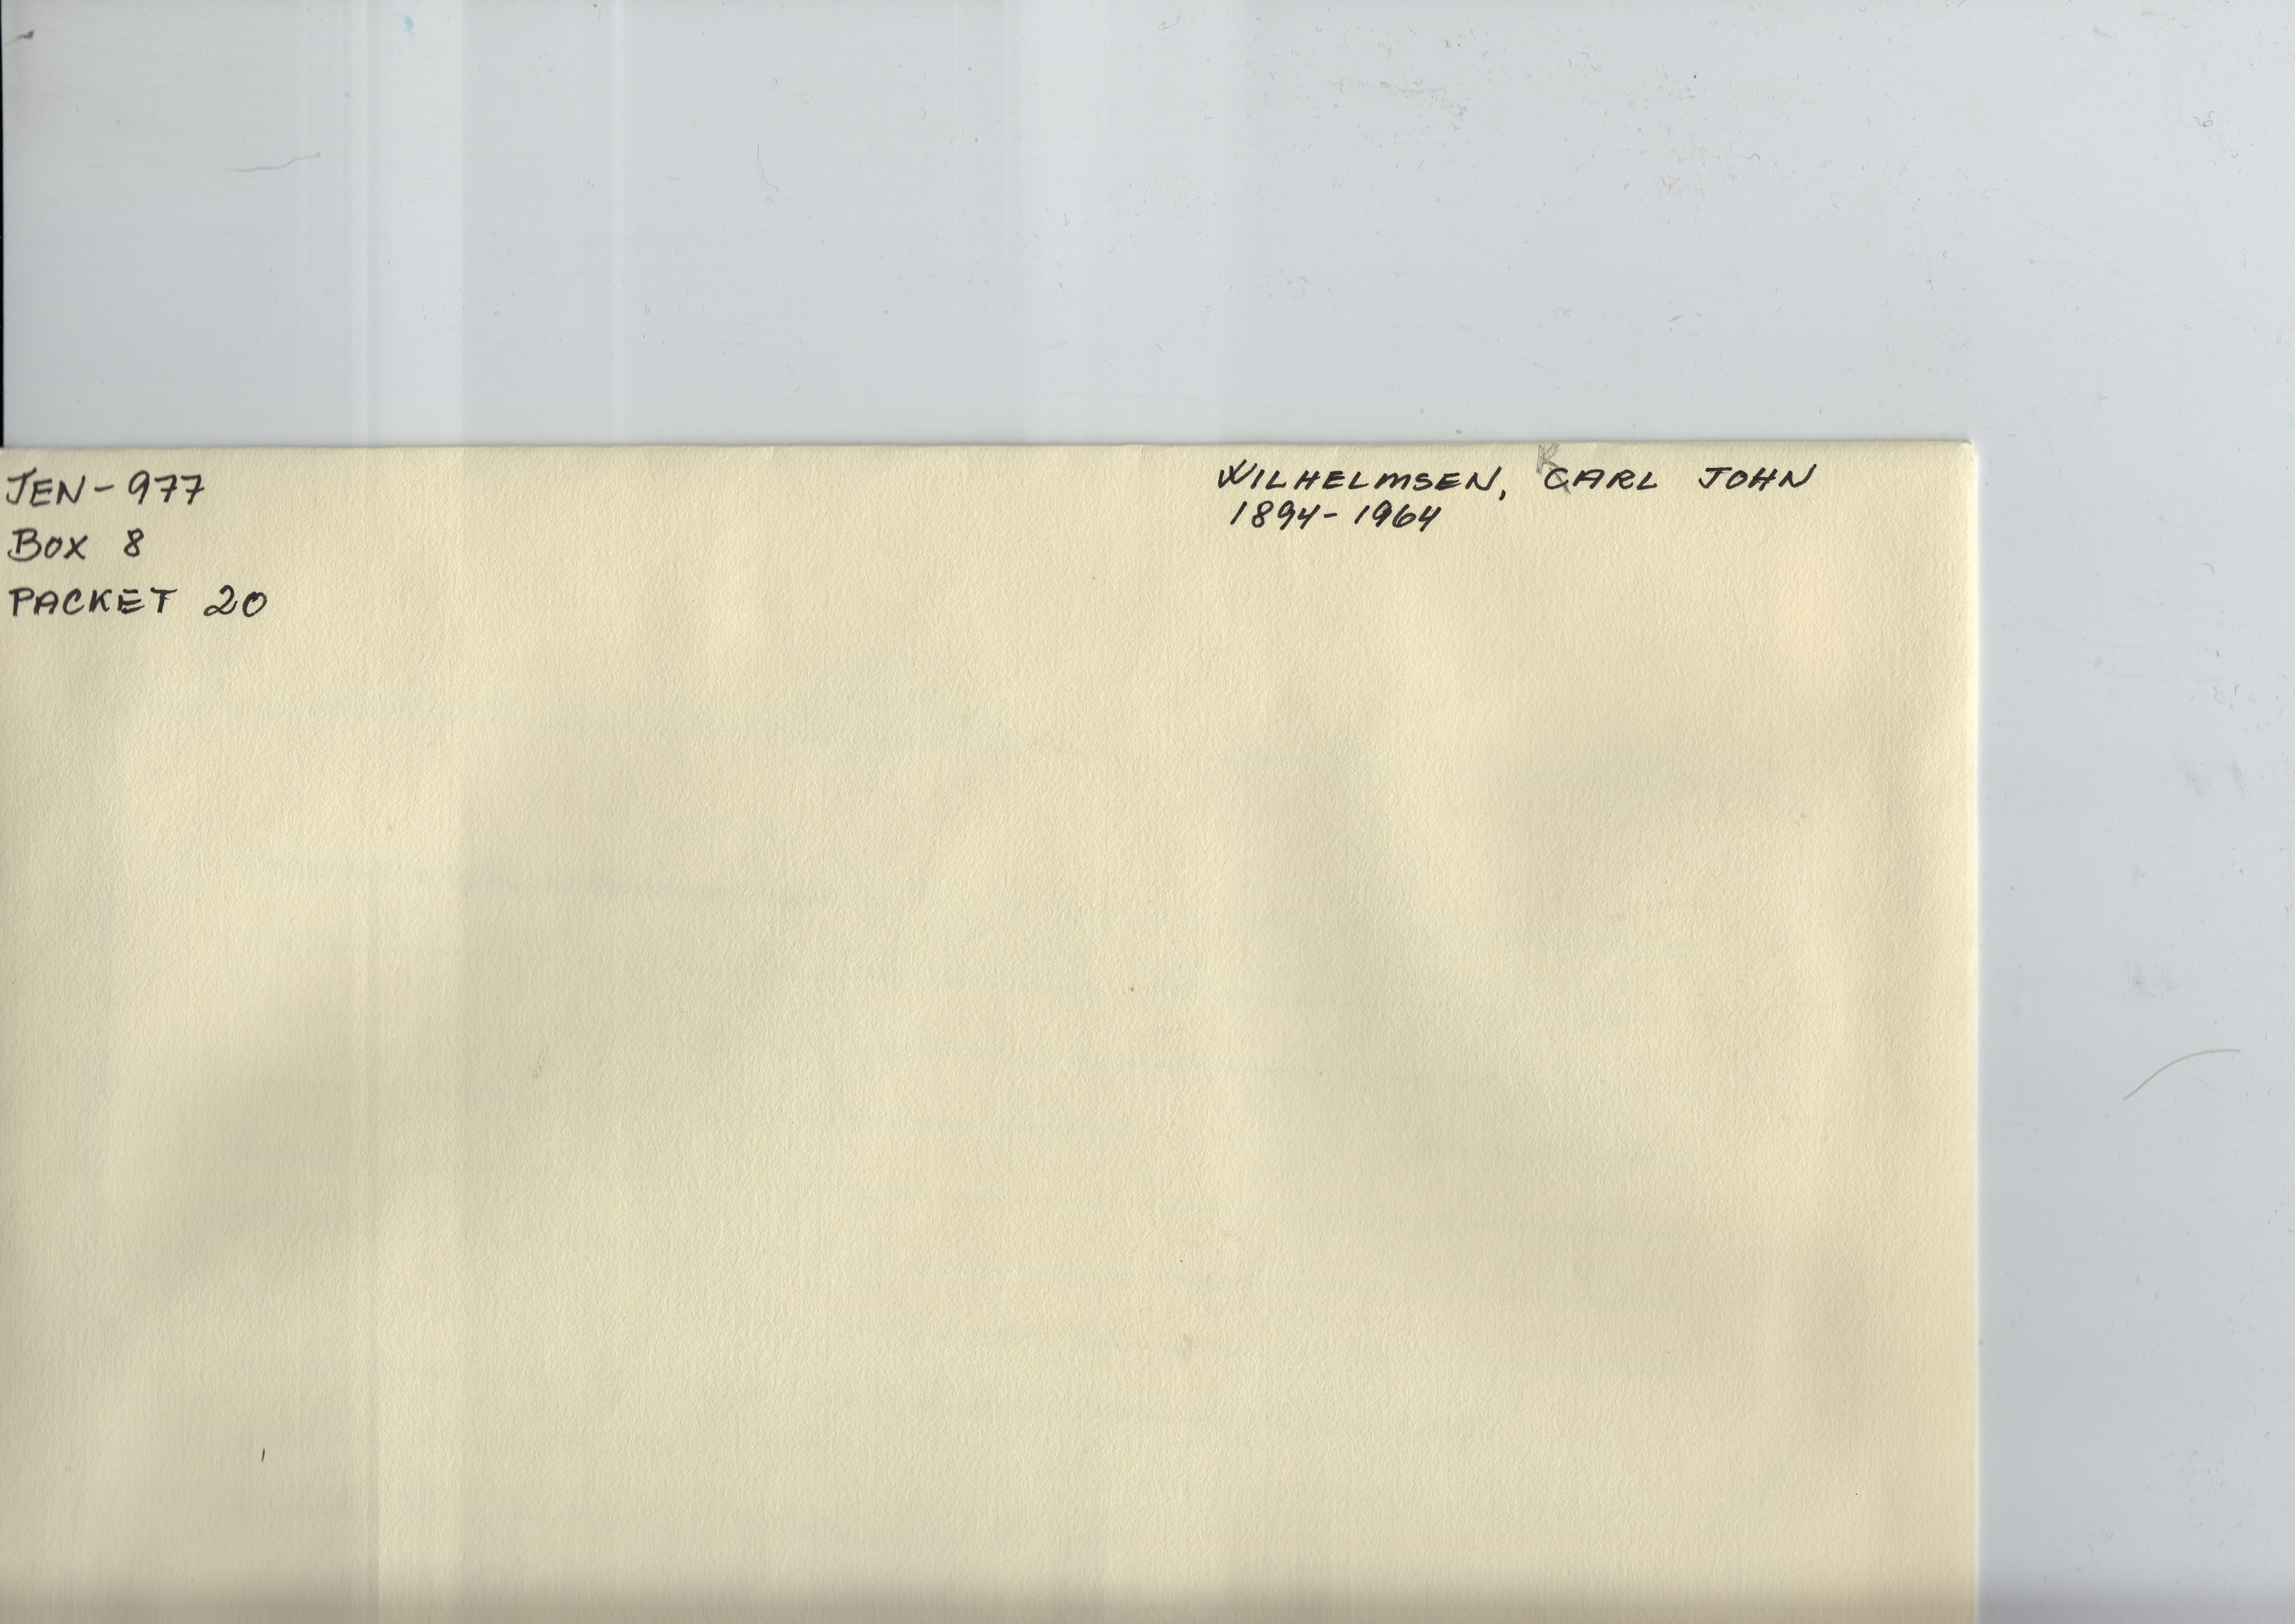 JEN-977
BOX 8
PACKET 20
WILHELMSEN, CARL JOHN
1894-1964